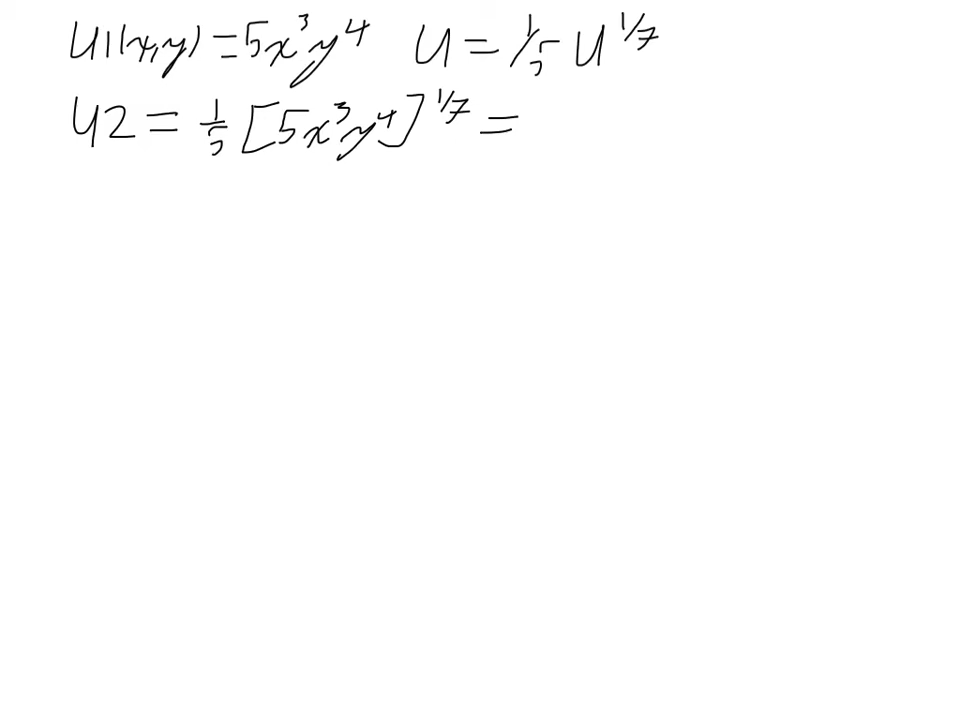 U1(x,y) = 5x³y⁴ U = 1/5 U^1/7
U2 = 1/5 [5x³y⁴]^1/7 =